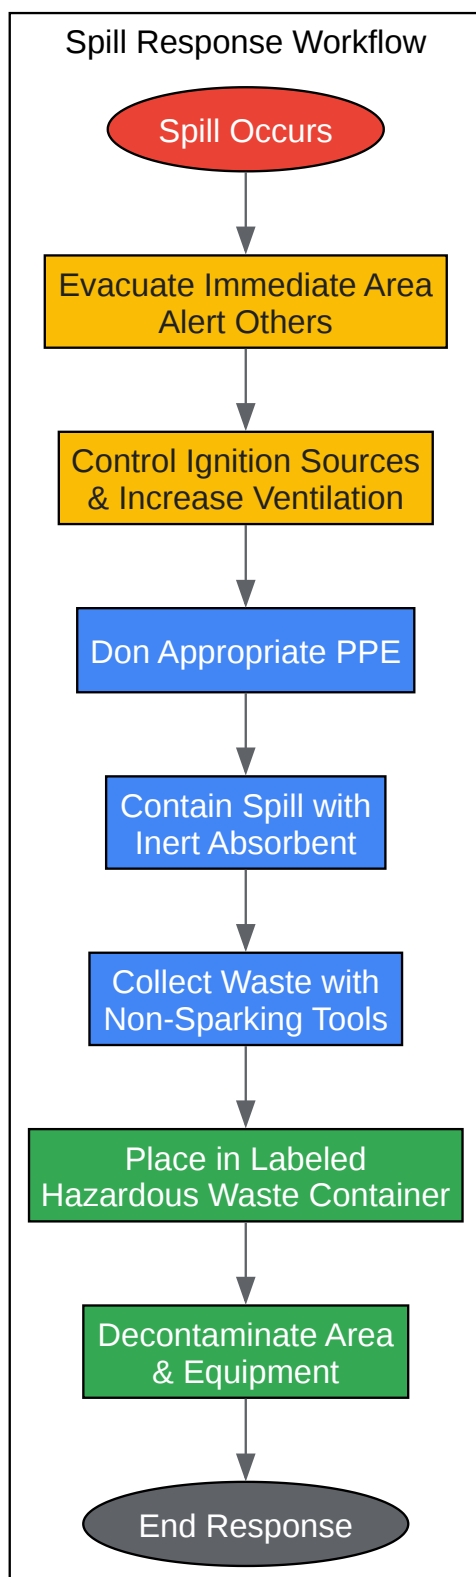 Spill Response Workflow
Spill Occurs
Evacuate Immediate Area
Alert Others
Control Ignition Sources
& Increase Ventilation
Don Appropriate PPE
Contain Spill with
Inert Absorbent
Collect Waste with
Non-Sparking Tools
Place in Labeled
Hazardous Waste Container
Decontaminate Area
& Equipment
End Response